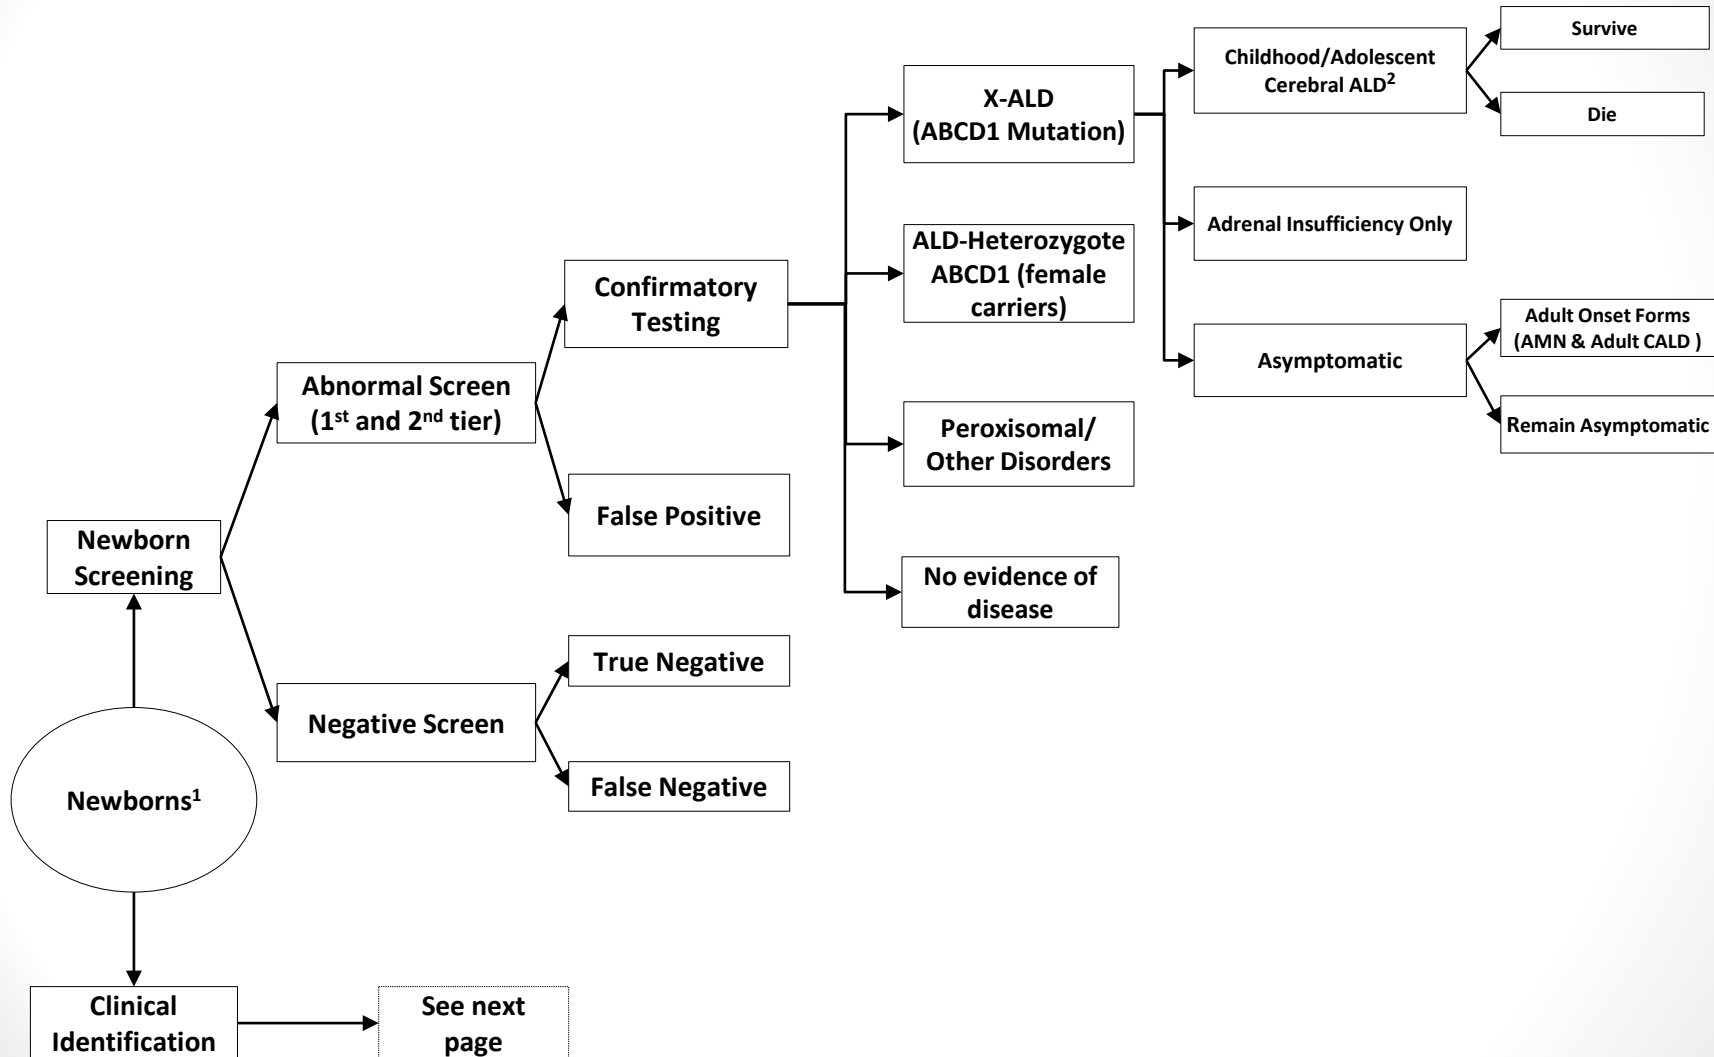 Survive
Childhood/Adolescent
Cerebral ALD²
Die
X-ALD
(ABCD1 Mutation)
Adrenal Insufficiency Only
ALD-Heterozygote
ABCD1 (female
carriers)
Confirmatory
Testing
Adult Onset Forms
(AMN & Adult CALD )
Asymptomatic
Remain Asymptomatic
Abnormal Screen
(1st and 2nd tier)
Peroxisomal/
Other Disorders
False Positive
Newborn
Screening
No evidence of
disease
True Negative
Negative Screen
False Negative
Newborns¹
Clinical
Identification
See next
page